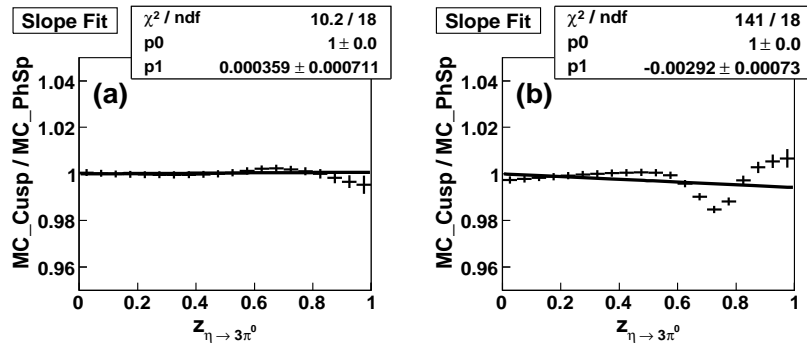 Slope Fit
χ² / ndf 10.2 / 18
p0 1 ± 0.0
p1 0.000359 ± 0.000711
(a)
MC_Cusp / MC_PhSp
1.04
1.02
1
0.98
0.96
0 0.2 0.4 0.6 0.8 1
z η → 3π⁰
Slope Fit
χ² / ndf 141 / 18
p0 1 ± 0.0
p1 -0.00292 ± 0.00073
(b)
MC_Cusp / MC_PhSp
1.04
1.02
1
0.98
0.96
0 0.2 0.4 0.6 0.8 1
z η → 3π⁰